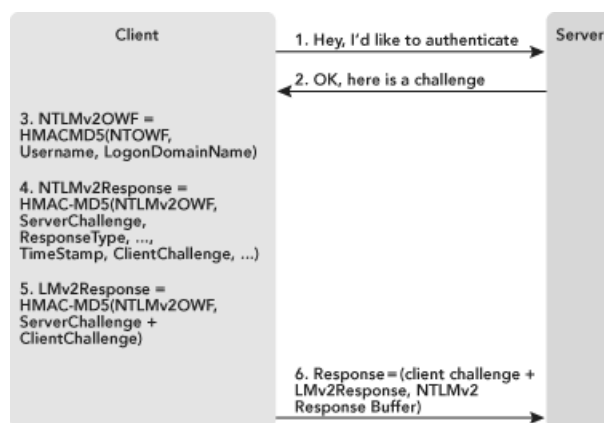 Client
Server
1. Hey, I'd like to authenticate
2. OK, here is a challenge
3. NTLMv2OWF =
HMACMD5(NTOWF,
Username, LogonDomainName)
4. NTLMv2Response =
HMAC-MD5(NTLMv2OWF,
ServerChallenge,
ResponseType, ...,
TimeStamp, ClientChallenge, ...)
5. LMv2Response =
HMAC-MD5(NTLMv2OWF,
ServerChallenge +
ClientChallenge)
6. Response=(client challenge +
LMv2Response, NTLMv2
Response Buffer)